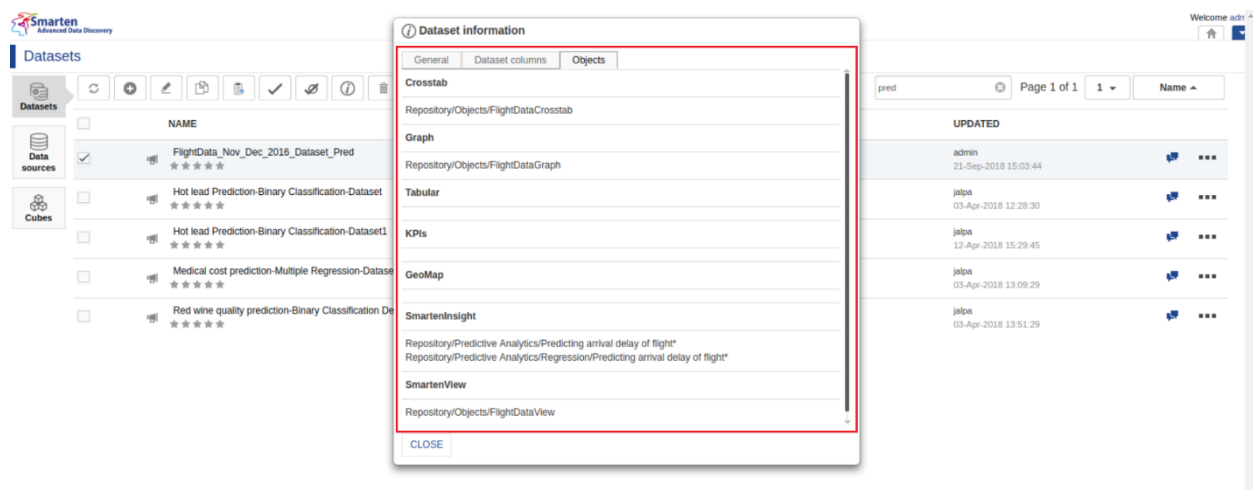 Smarten
Advanced Data Discovery
Welcome adm
Datasets
Datasets
Data
sources
Cubes
pred
Page 1 of 1
1
Name
NAME
UPDATED
FlightData_Nov_Dec_2016_Dataset_Pred
admin
21-Sep-2018 15:03:44
Hot lead Prediction-Binary Classification-Dataset
jalpa
03-Apr-2018 12:28:30
Hot lead Prediction-Binary Classification-Dataset1
jalpa
12-Apr-2018 15:29:45
Medical cost prediction-Multiple Regression-Datase
jalpa
03-Apr-2018 13:09:29
Red wine quality prediction-Binary Classification De
jalpa
03-Apr-2018 13:51:29
Dataset information
General
Dataset columns
Objects
Crosstab
Repository/Objects/FlightDataCrosstab
Graph
Repository/Objects/FlightDataGraph
Tabular
KPIs
GeoMap
SmartenInsight
Repository/Predictive Analytics/Predicting arrival delay of flight*
Repository/Predictive Analytics/Regression/Predicting arrival delay of flight*
SmartenView
Repository/Objects/FlightDataView
CLOSE